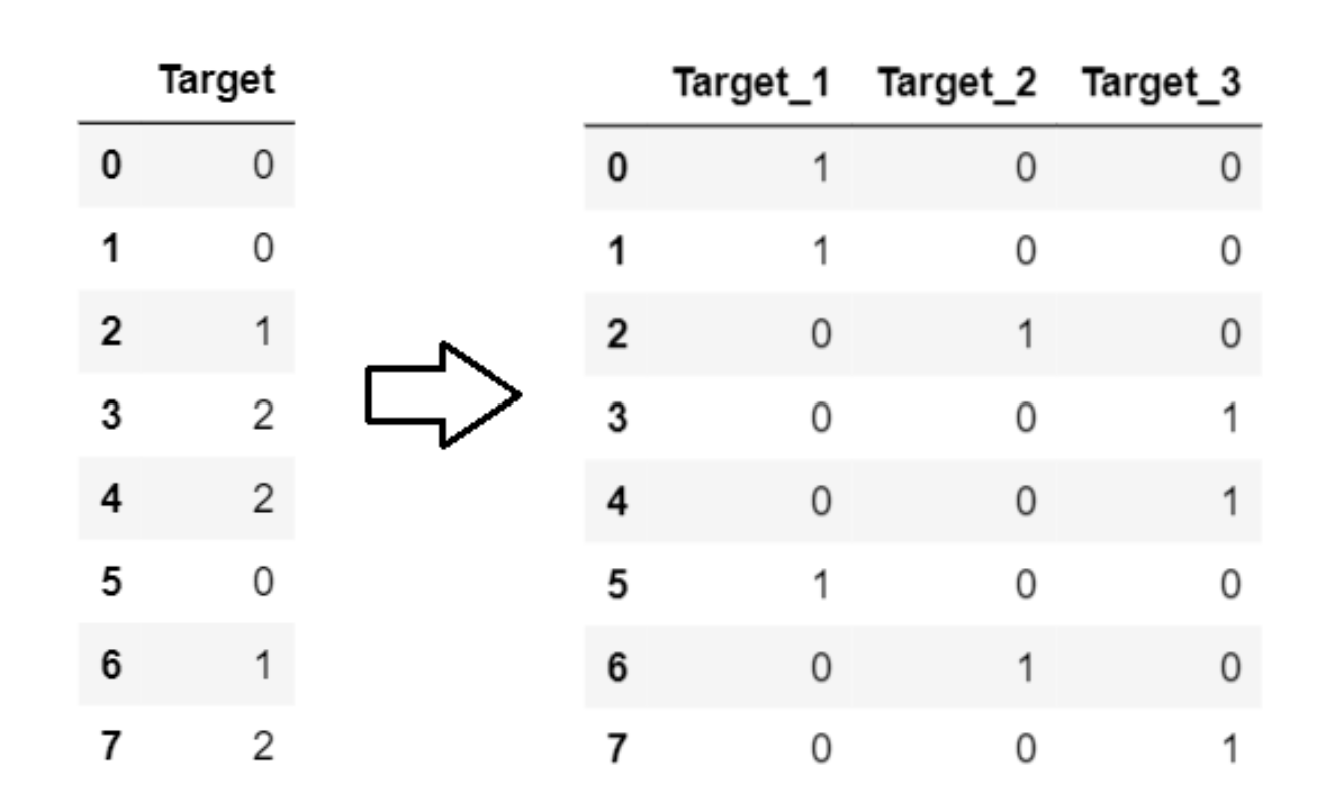 Target
0 0
1 0
2 1
3 2
4 2
5 0
6 1
7 2
Target_1 Target_2 Target_3
0 1 0 0
1 1 0 0
2 0 1 0
3 0 0 1
4 0 0 1
5 1 0 0
6 0 1 0
7 0 0 1